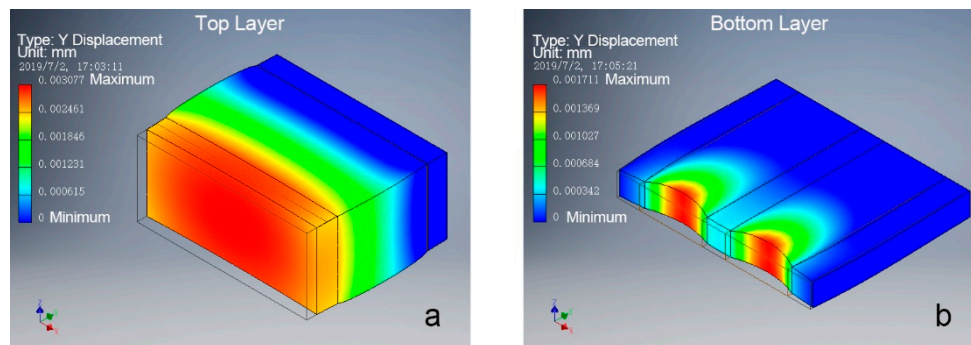 Top Layer
Type: Y Displacement
Unit: mm
2019/7/2, 17:03:11
0.003077 Maximum
0.002461
0.001846
0.001231
0.000615
0 Minimum
Z
Y
X
a
Bottom Layer
Type: Y Displacement
Unit: mm
2019/7/2, 17:05:21
0.001711 Maximum
0.001369
0.001027
0.000684
0.000342
0 Minimum
Z
Y
X
b